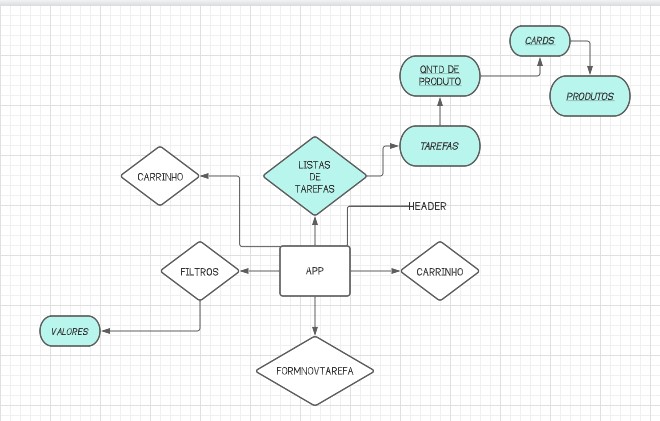 CARDS
QNTD DE
PRODUTO
PRODUTOS
TAREFAS
LISTAS
DE
TAREFAS
CARRINHO
HEADER
FILTROS
APP
CARRINHO
VALORES
FORMNOVTAREFA